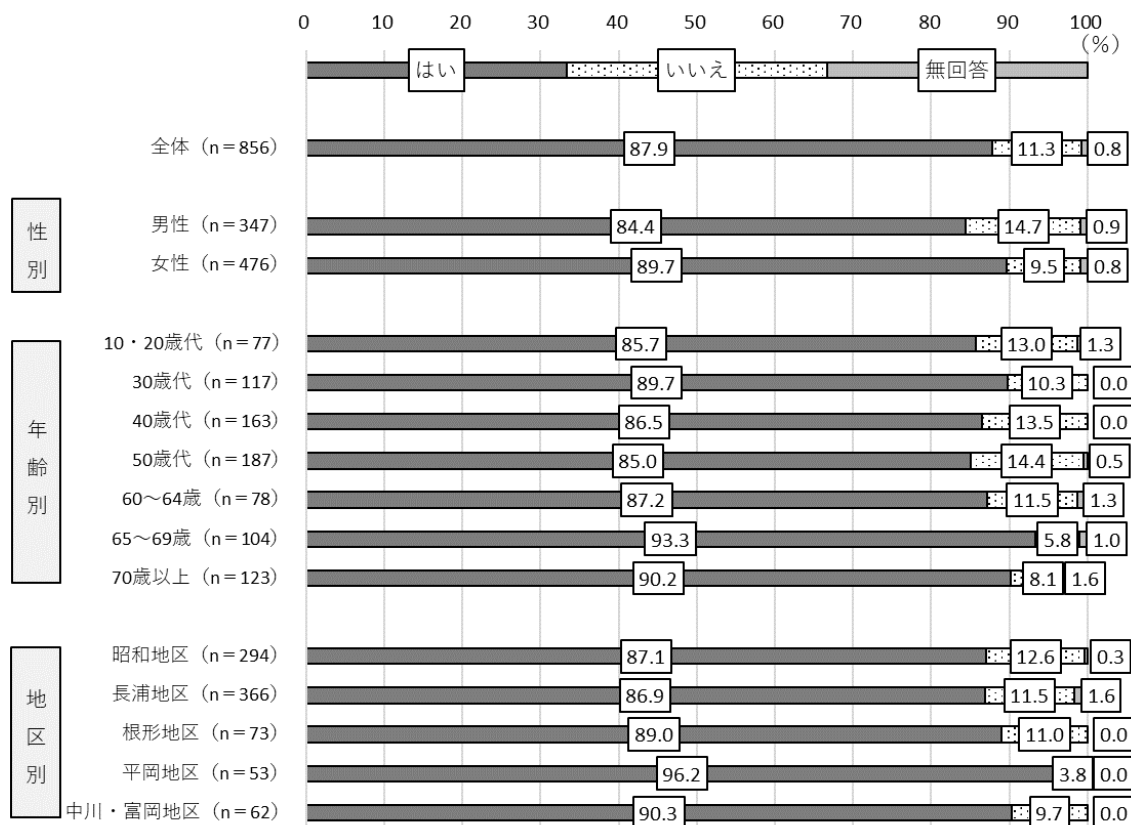 0 10 20 30 40 50 60 70 80 90 100
(%)
はい いいえ 無回答
全体（n＝856） 87.9 11.3 0.8
性別
男性（n＝347） 84.4 14.7 0.9
女性（n＝476） 89.7 9.5 0.8
年齢別
10・20歳代（n＝77） 85.7 13.0 1.3
30歳代（n＝117） 89.7 10.3 0.0
40歳代（n＝163） 86.5 13.5 0.0
50歳代（n＝187） 85.0 14.4 0.5
60～64歳（n＝78） 87.2 11.5 1.3
65～69歳（n＝104） 93.3 5.8 1.0
70歳以上（n＝123） 90.2 8.1 1.6
地区別
昭和地区（n＝294） 87.1 12.6 0.3
長浦地区（n＝366） 86.9 11.5 1.6
根形地区（n＝73） 89.0 11.0 0.0
平岡地区（n＝53） 96.2 3.8 0.0
中川・富岡地区（n＝62） 90.3 9.7 0.0